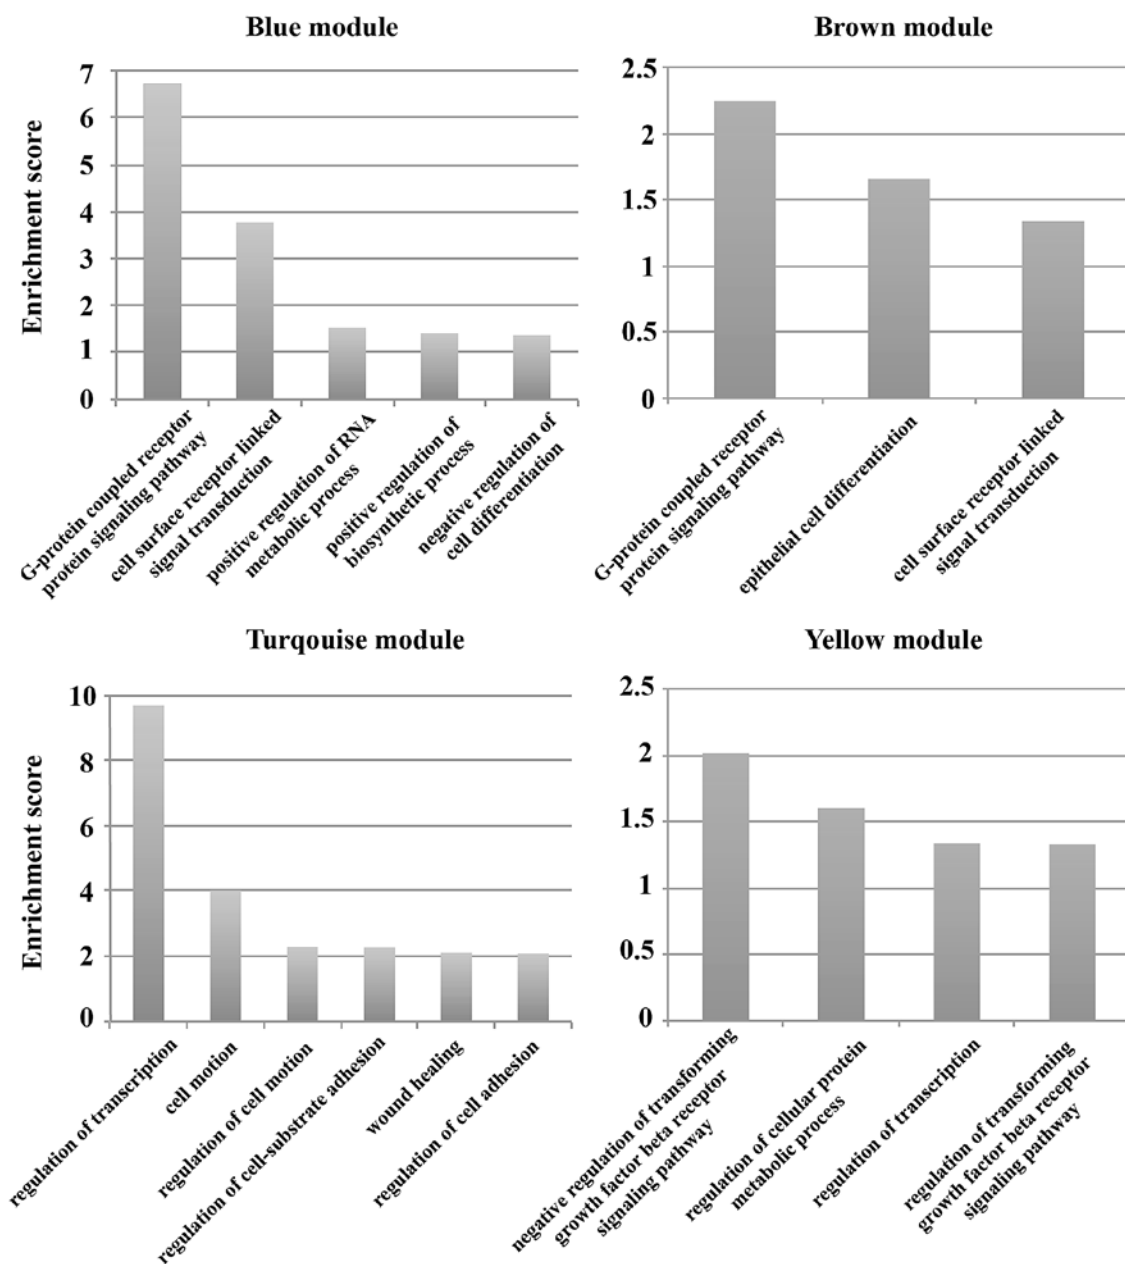 Blue module
Enrichment score
7
6
5
4
3
2
1
0
G-protein coupled receptor
protein signaling pathway
cell surface receptor linked
signal transduction
positive regulation of RNA
metabolic process
positive regulation of
biosynthetic process
negative regulation of
cell differentiation
Brown module
2.5
2
1.5
1
0.5
0
G-protein coupled receptor
protein signaling pathway
epithelial cell differentiation
cell surface receptor linked
signal transduction
Turqouise module
Enrichment score
10
8
6
4
2
0
regulation of transcription
cell motion
regulation of cell motion
regulation of cell-substrate adhesion
wound healing
regulation of cell adhesion
Yellow module
2.5
2
1.5
1
0.5
0
negative regulation of transforming
growth factor beta receptor
signaling pathway
regulation of cellular protein
metabolic process
regulation of transcription
regulation of transforming
growth factor beta receptor
signaling pathway